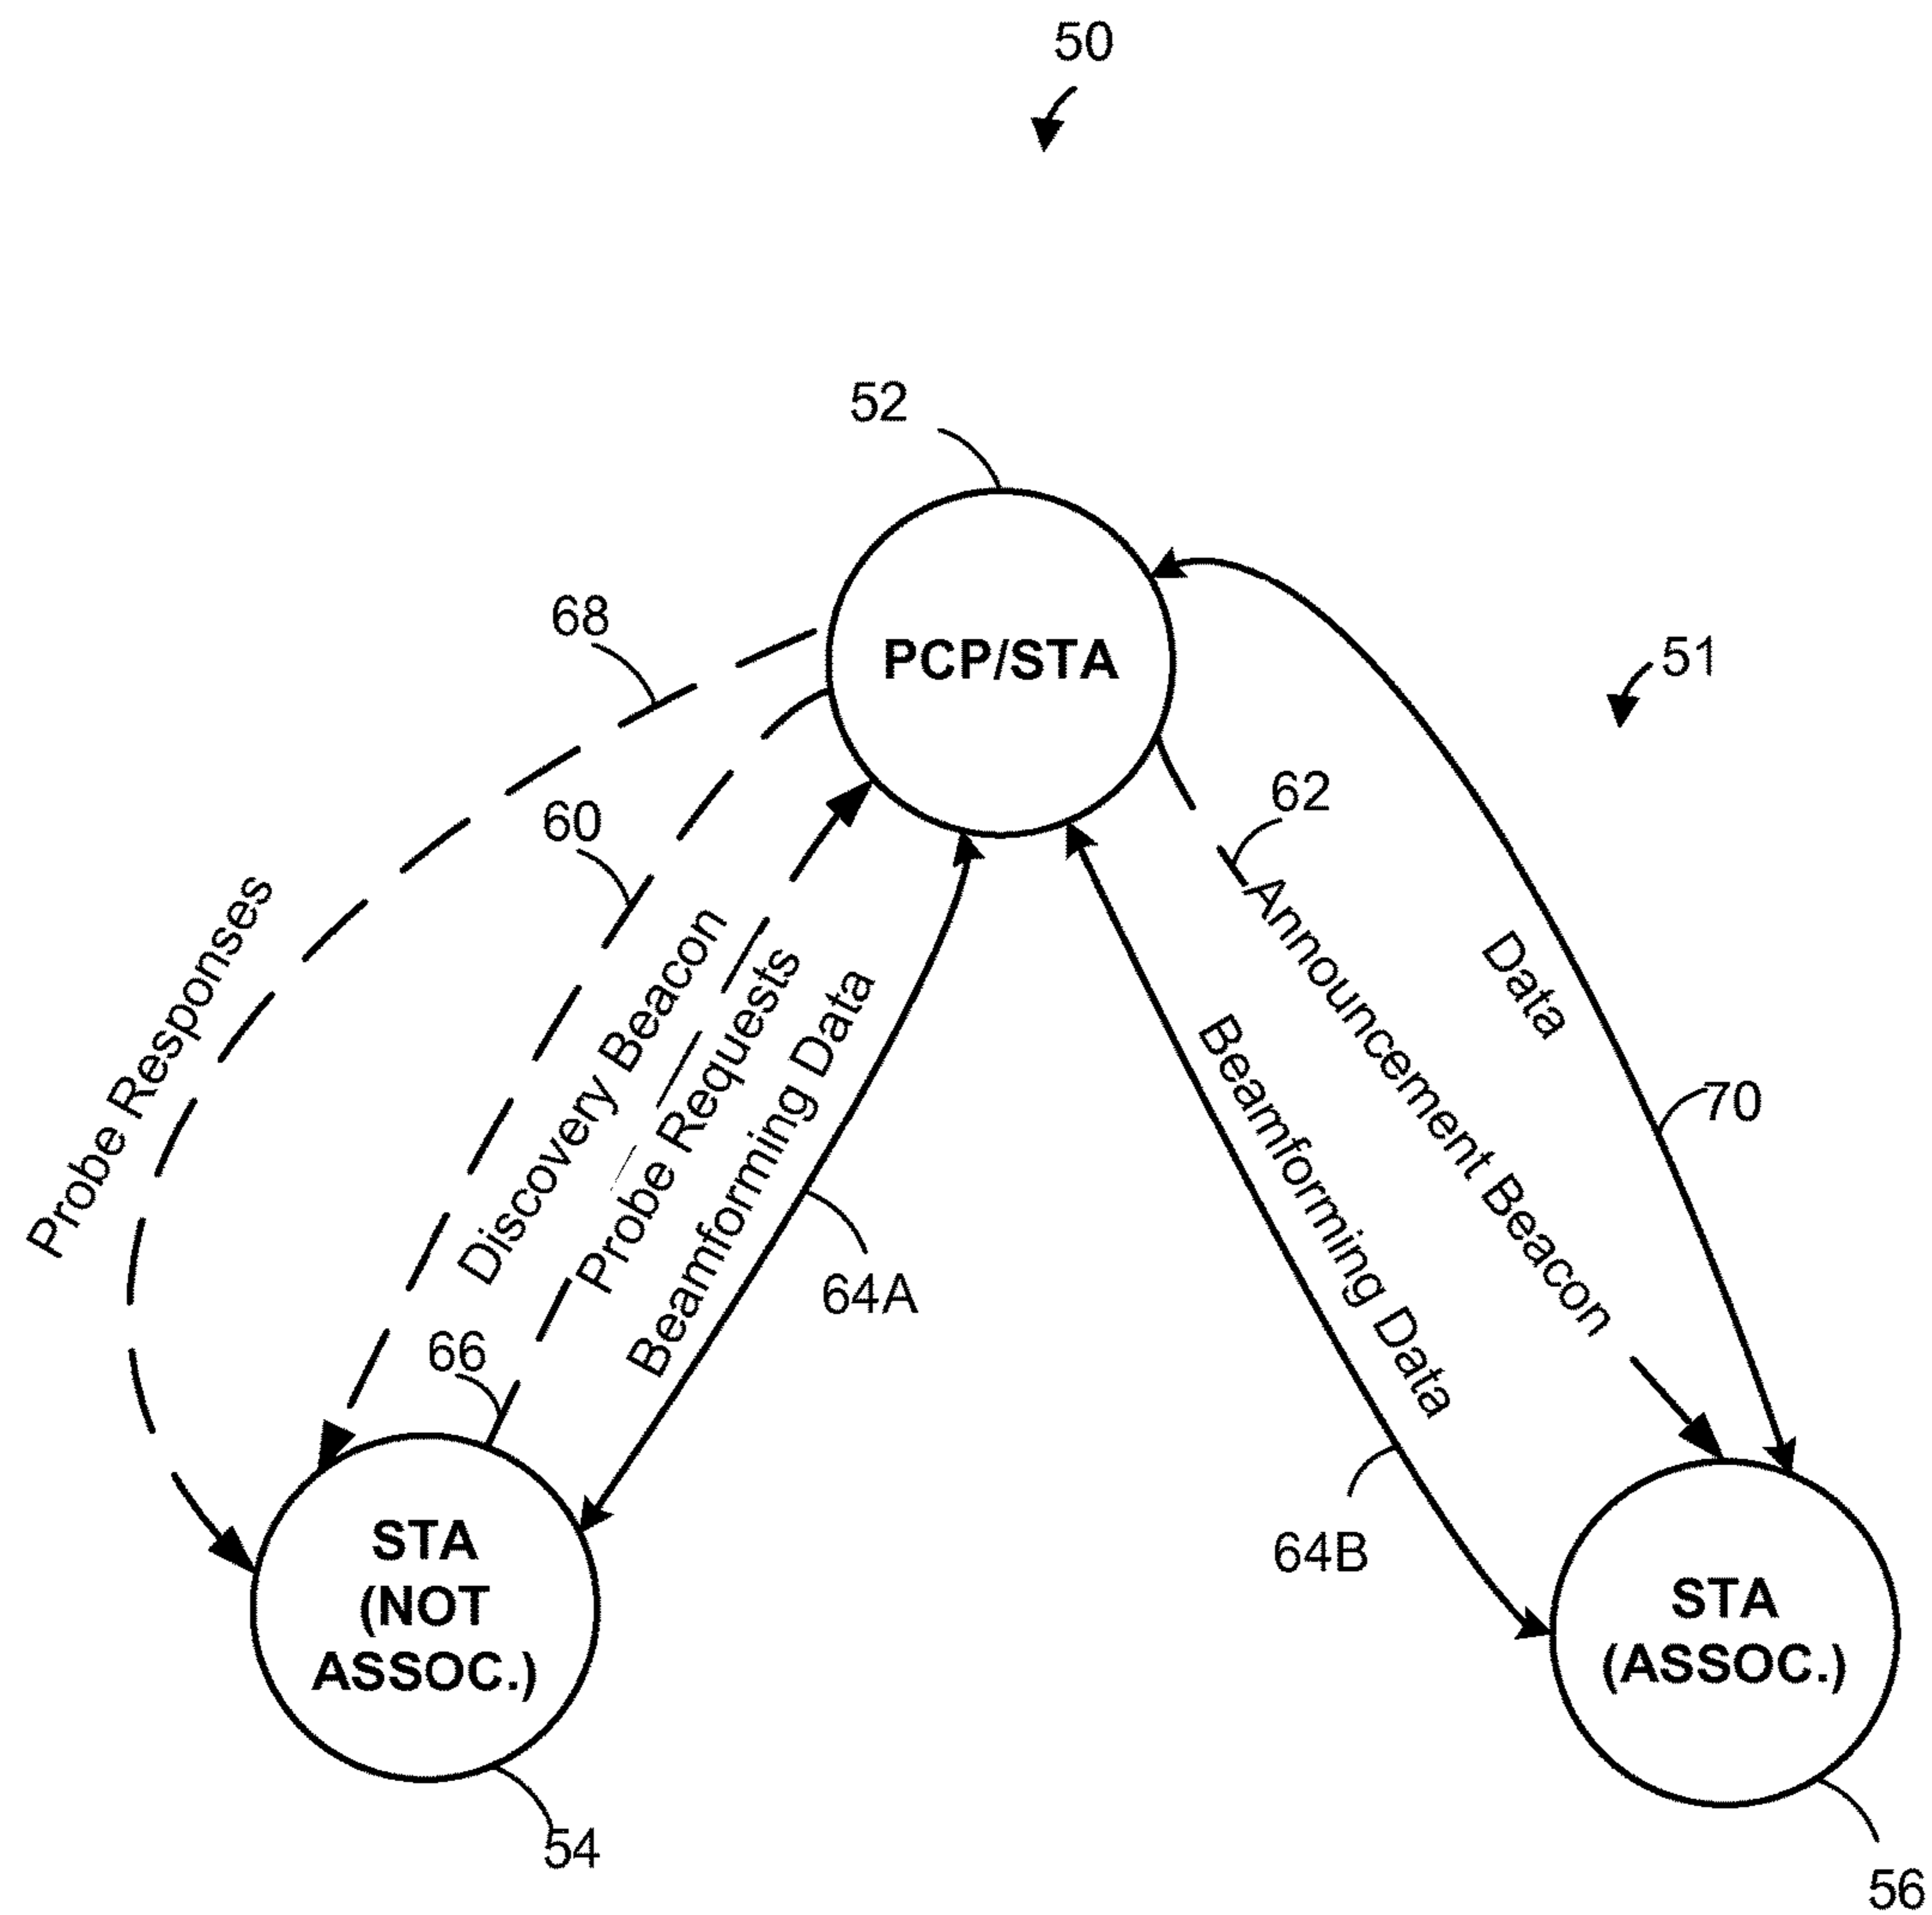 50
52
68
PCP/STA
51
62
60
Probe Responses
Discovery Beacon
Probe Requests
Beamforming Data
Announcement Beacon
Data
Beamforming Data
70
64A
66
64B
STA
(NOT
ASSOC.)
STA
(ASSOC.)
54
56